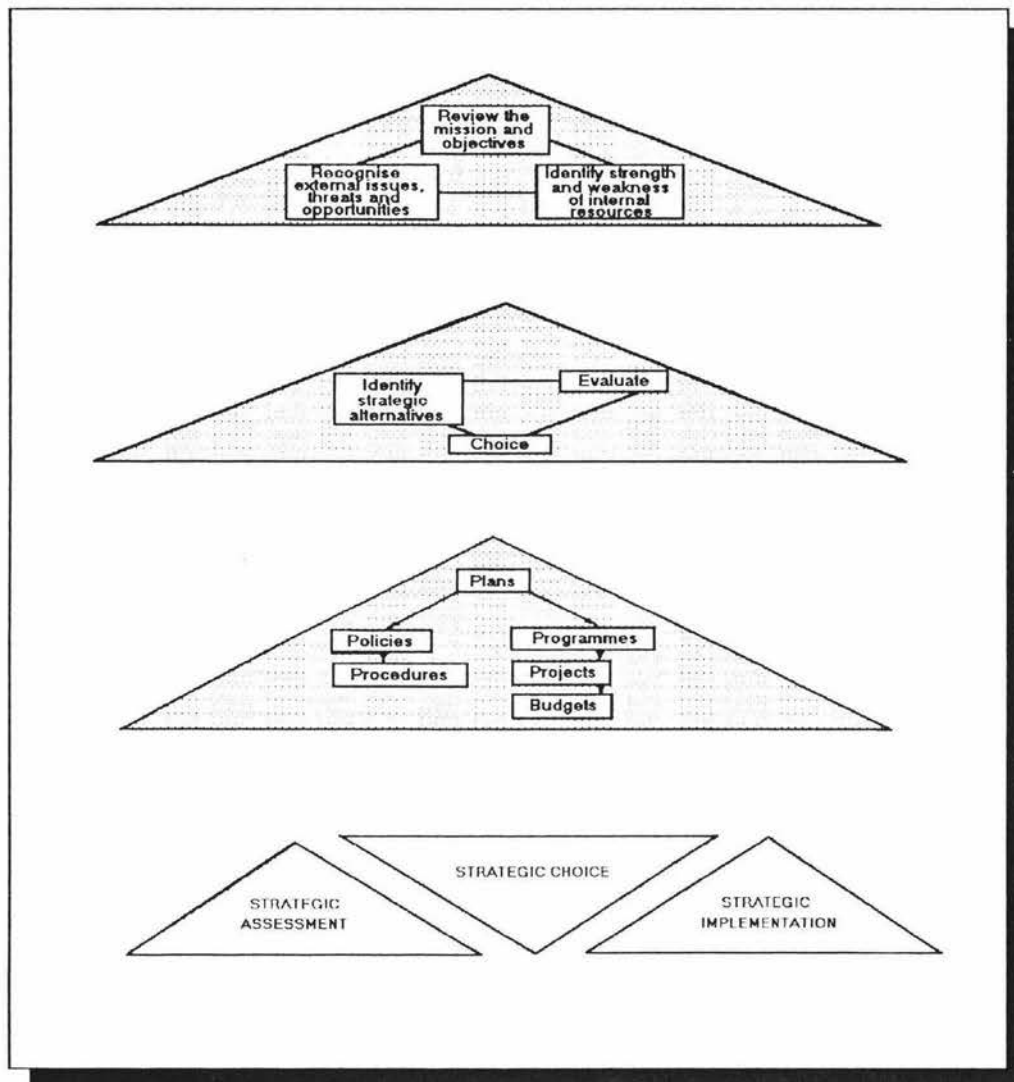 Review the
mission and
objectives
Recognise
external issues,
threats and
opportunities
Identify strength
and weakness
of internal
resources
Identify
strategic
alternatives
Evaluate
Choice
Plans
Policies
Procedures
Programmes
Projects
Budgets
STRATEGIC
ASSESSMENT
STRATEGIC CHOICE
STRATEGIC
IMPLEMENTATION